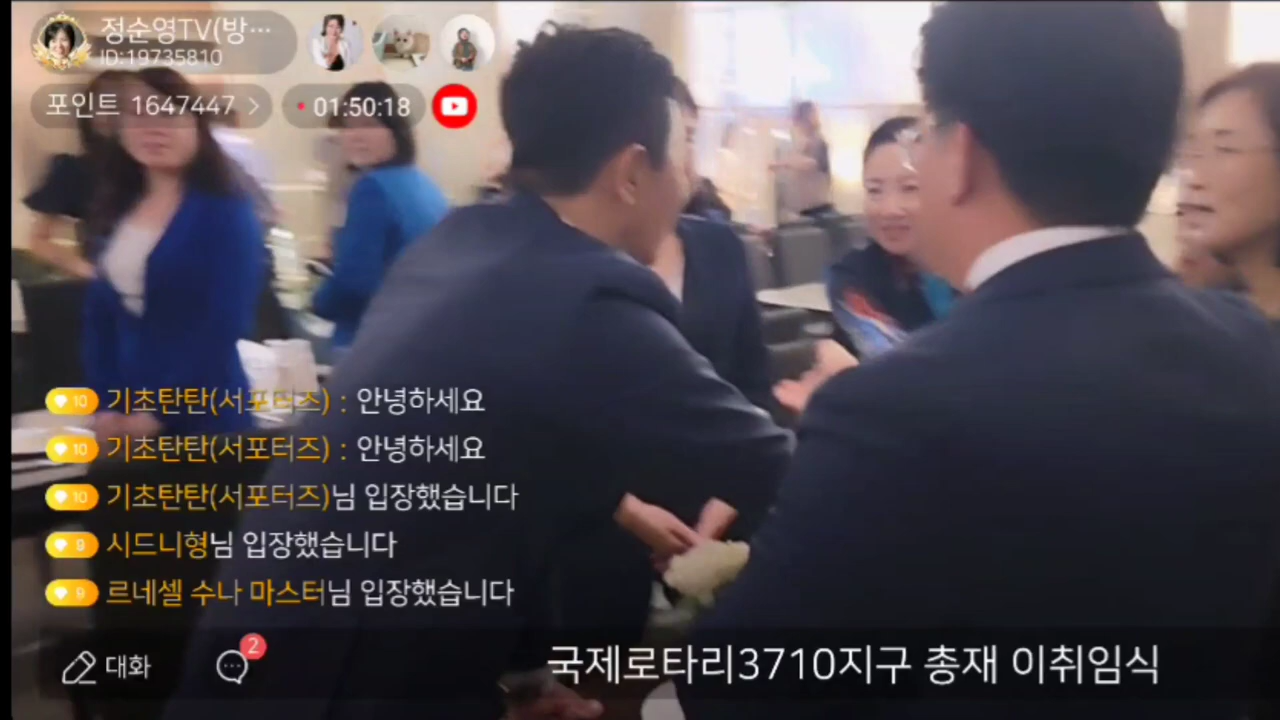 정순영TV(방…
ID:19735810
포인트 1647447 >
01:50:18
10 기초탄탄(서포터즈) : 안녕하세요
10 기초탄탄(서포터즈) : 안녕하세요
10 기초탄탄(서포터즈)님 입장했습니다
9 시드니형님 입장했습니다
9 르네셀 수나 마스터님 입장했습니다
2
대화
국제로타리3710지구 총재 이취임식